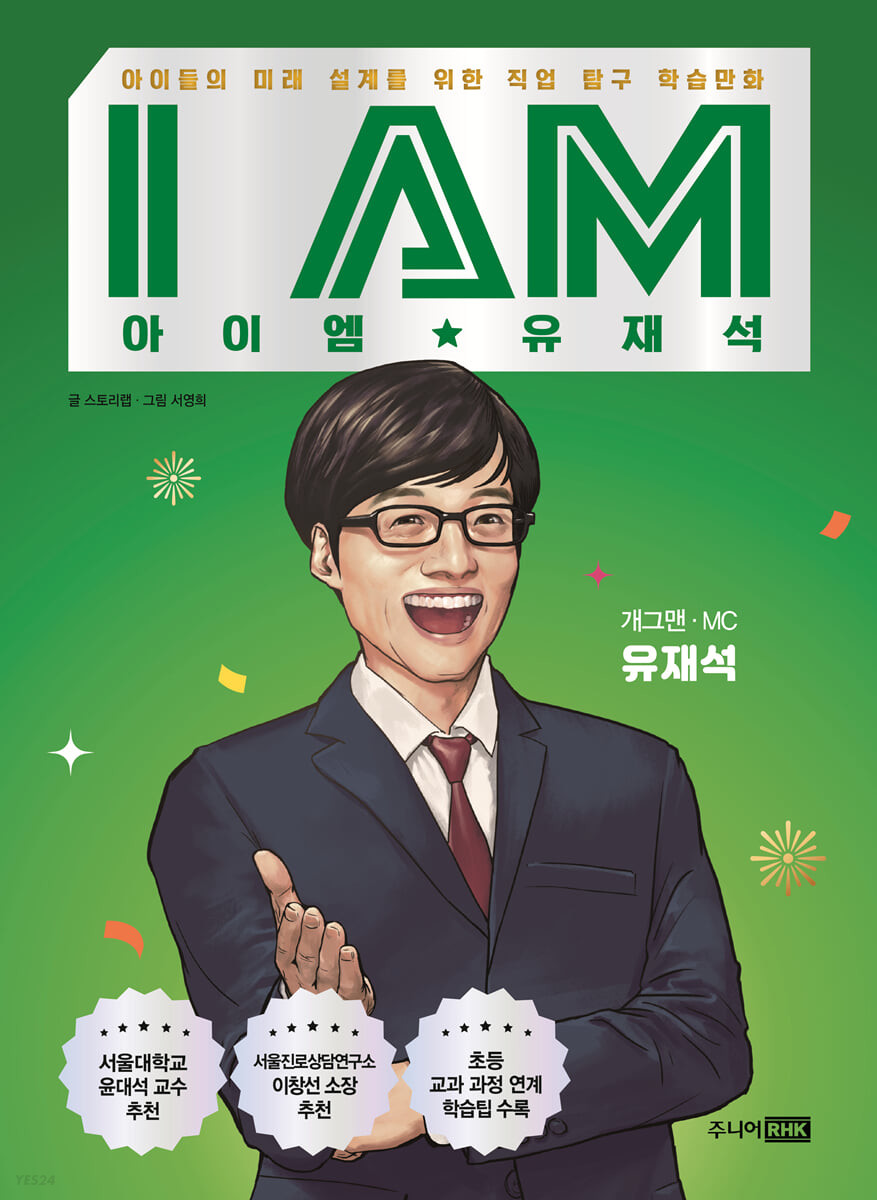 아이들의 미래 설계를 위한 직업 탐구 학습만화
I AM
아이엠★유재석
글 스토리랩 · 그림 서영희
개그맨 · MC
유재석
서울대학교
윤대석 교수
추천
서울진로상담연구소
이창선 소장
추천
초등
교과 과정 연계
학습팁 수록
주니어RHK
YES24